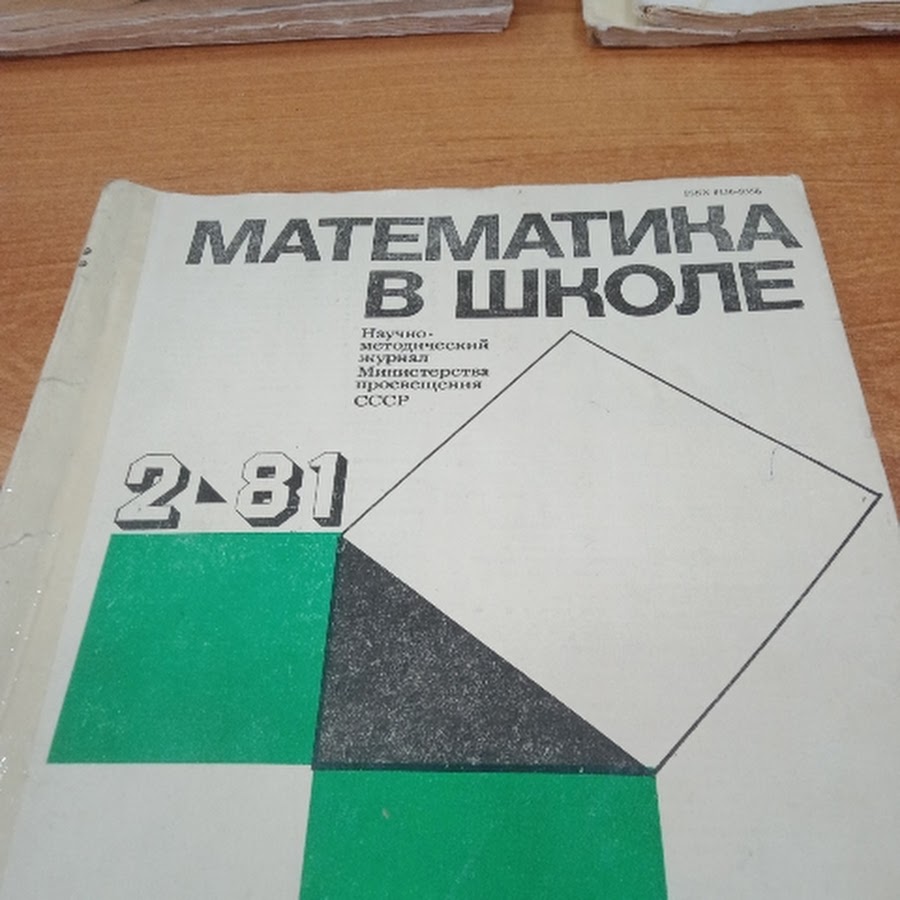 МАТЕМАТИКА
В ШКОЛЕ
Научно-
методический
журнал
Министерства
просвещения
СССР
2 81